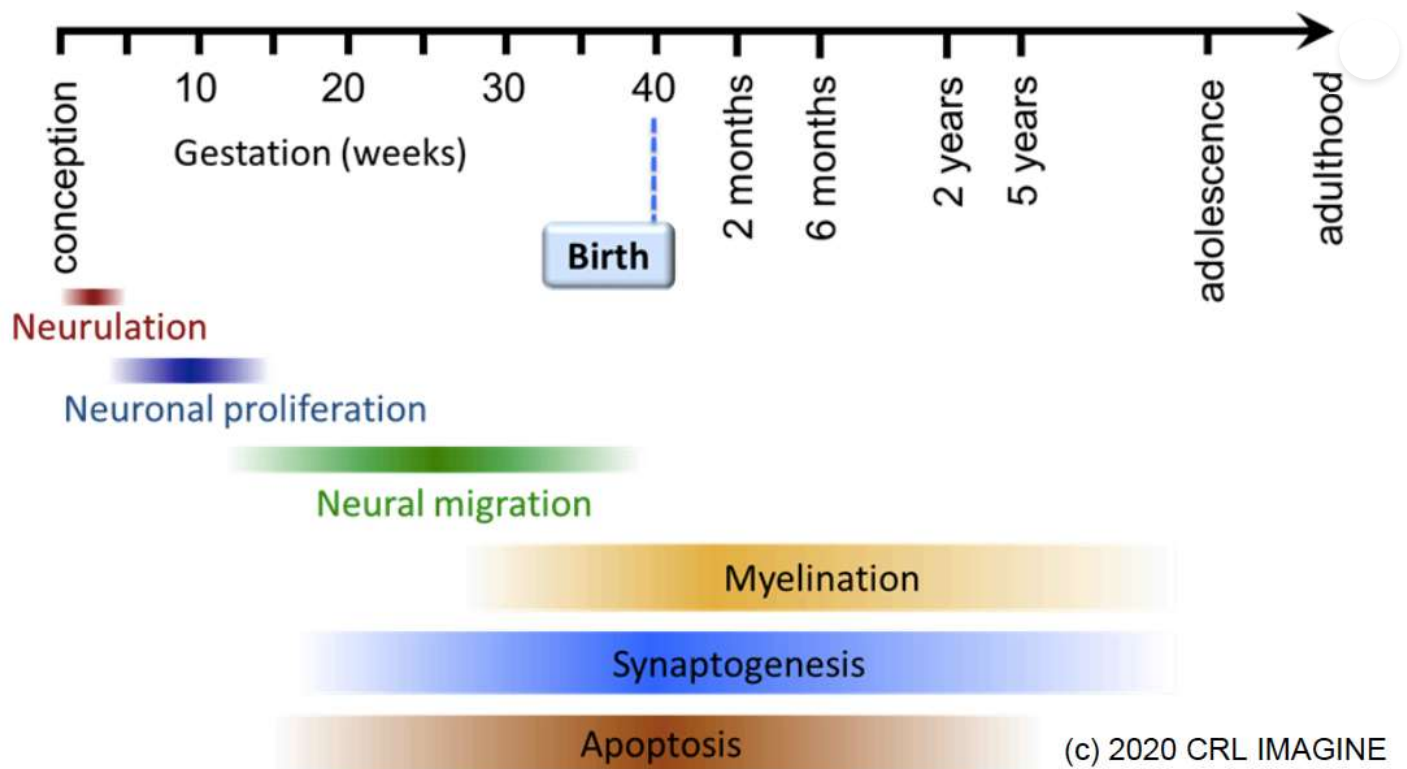 10
20
30
40
conception
2 months
6 months
2 years
5 years
adolescence
adulthood
Gestation (weeks)
Birth
Neurulation
Neuronal proliferation
Neural migration
Myelination
Synaptogenesis
Apoptosis
(c) 2020 CRL IMAGINE